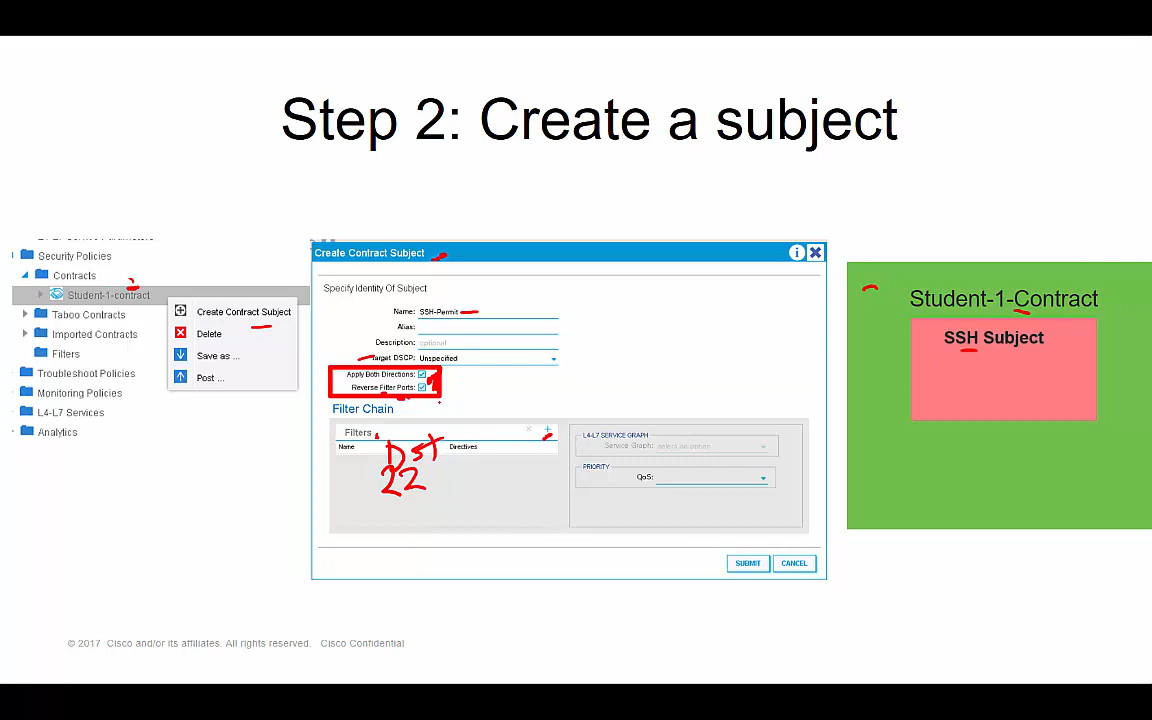 Step 2: Create a subject
Security Policies
Contracts
Student-1-contract
Taboo Contracts
Imported Contracts
Filters
Troubleshoot Policies
Monitoring Policies
L4-L7 Services
Analytics
Create Contract Subject
Delete
Save as ...
Post ...
Create Contract Subject
Specify Identity Of Subject
Name: SSH-Permit
Alias:
Description: optional
Target DSCP: Unspecified
Apply Both Directions:
Reverse Filter Ports:
Filter Chain
Filters
Name Directives
Dst
22
L4-L7 SERVICE GRAPH
Service Graph: select an option
PRIORITY
QoS:
SUBMIT CANCEL
Student-1-Contract
SSH Subject
© 2017 Cisco and/or its affiliates. All rights reserved. Cisco Confidential